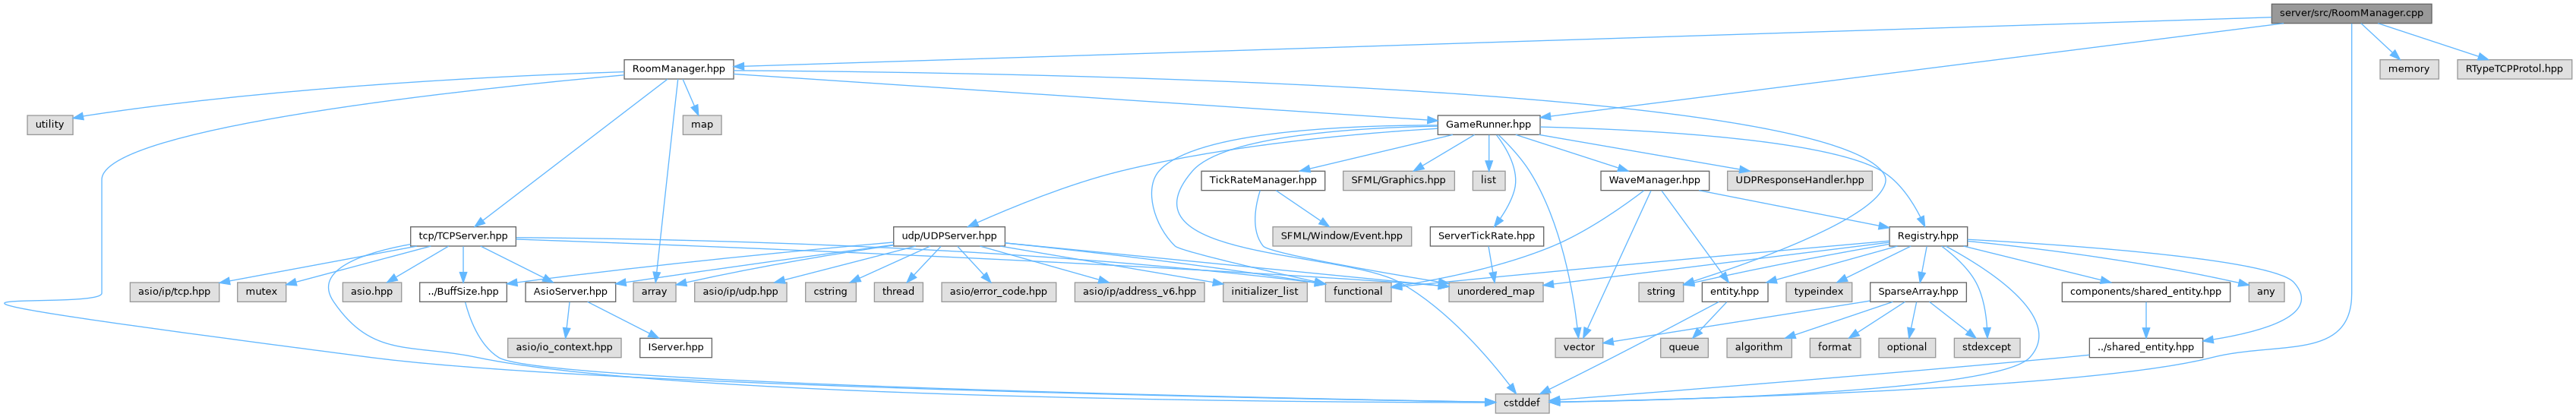 server/src/RoomManager.cpp
RoomManager.hpp
memory
RTypeTCPProtol.hpp
utility
map
GameRunner.hpp
TickRateManager.hpp
SFML/Graphics.hpp
list
WaveManager.hpp
UDPResponseHandler.hpp
tcp/TCPServer.hpp
udp/UDPServer.hpp
SFML/Window/Event.hpp
ServerTickRate.hpp
Registry.hpp
asio/ip/tcp.hpp
mutex
asio.hpp
../BuffSize.hpp
AsioServer.hpp
array
asio/ip/udp.hpp
cstring
thread
asio/error_code.hpp
asio/ip/address_v6.hpp
initializer_list
functional
unordered_map
string
entity.hpp
typeindex
SparseArray.hpp
components/shared_entity.hpp
any
asio/io_context.hpp
IServer.hpp
vector
queue
algorithm
format
optional
stdexcept
../shared_entity.hpp
cstddef